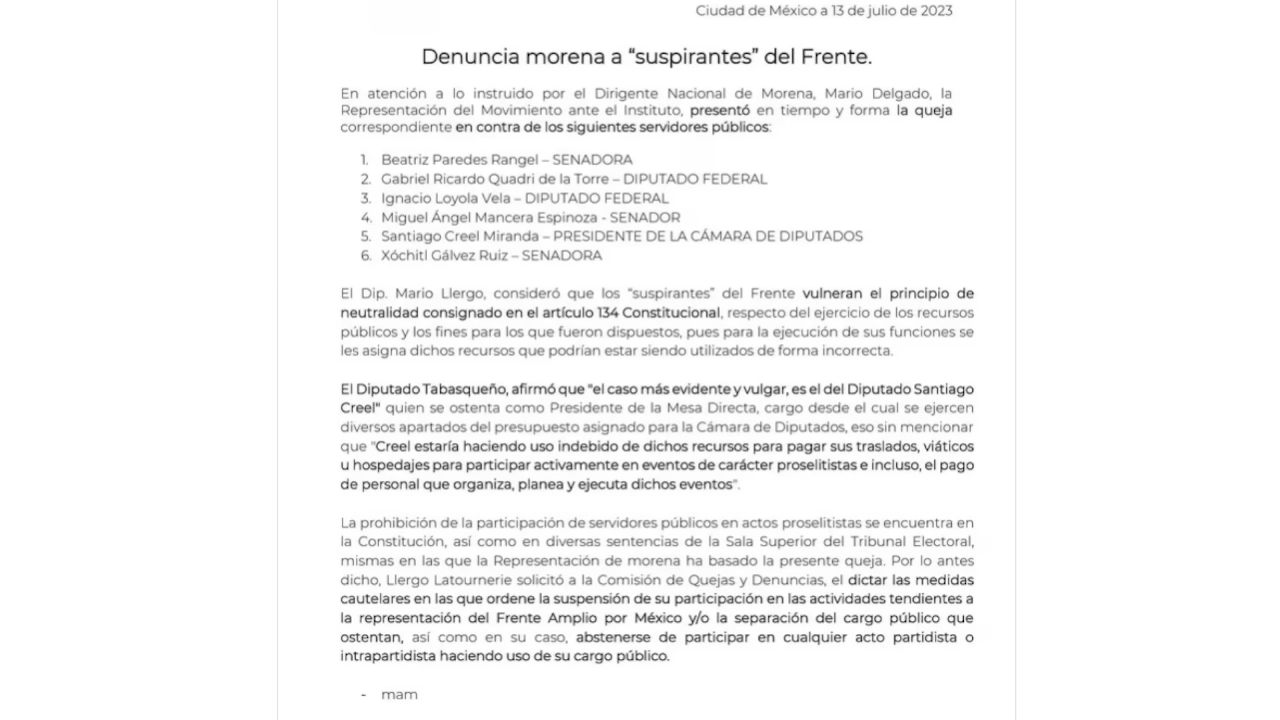 Ciudad de México a 13 de julio de 2023
Denuncia morena a “suspirantes” del Frente.
En atención a lo instruido por el Dirigente Nacional de Morena, Mario Delgado, la
Representación del Movimiento ante el Instituto, presentó en tiempo y forma la queja
correspondiente en contra de los siguientes servidores públicos:
1. Beatriz Paredes Rangel – SENADORA
2. Gabriel Ricardo Quadri de la Torre – DIPUTADO FEDERAL
3. Ignacio Loyola Vela – DIPUTADO FEDERAL
4. Miguel Ángel Mancera Espinoza - SENADOR
5. Santiago Creel Miranda – PRESIDENTE DE LA CÁMARA DE DIPUTADOS
6. Xóchitl Gálvez Ruiz – SENADORA
El Dip. Mario Llergo, consideró que los “suspirantes” del Frente vulneran el principio de
neutralidad consignado en el artículo 134 Constitucional, respecto del ejercicio de los recursos
públicos y los fines para los que fueron dispuestos, pues para la ejecución de sus funciones se
les asigna dichos recursos que podrían estar siendo utilizados de forma incorrecta.
El Diputado Tabasqueño, afirmó que "el caso más evidente y vulgar, es el del Diputado Santiago
Creel" quien se ostenta como Presidente de la Mesa Directa, cargo desde el cual se ejercen
diversos apartados del presupuesto asignado para la Cámara de Diputados, eso sin mencionar
que "Creel estaría haciendo uso indebido de dichos recursos para pagar sus traslados, viáticos
u hospedajes para participar activamente en eventos de carácter proselitistas e incluso, el pago
de personal que organiza, planea y ejecuta dichos eventos".
La prohibición de la participación de servidores públicos en actos proselitistas se encuentra en
la Constitución, así como en diversas sentencias de la Sala Superior del Tribunal Electoral,
mismas en las que la Representación de morena ha basado la presente queja. Por lo antes
dicho, Llergo Latournerie solicitó a la Comisión de Quejas y Denuncias, el dictar las medidas
cautelares en las que ordene la suspensión de su participación en las actividades tendientes a
la representación del Frente Amplio por México y/o la separación del cargo público que
ostentan, así como en su caso, abstenerse de participar en cualquier acto partidista o
intrapartidista haciendo uso de su cargo público.
- mam